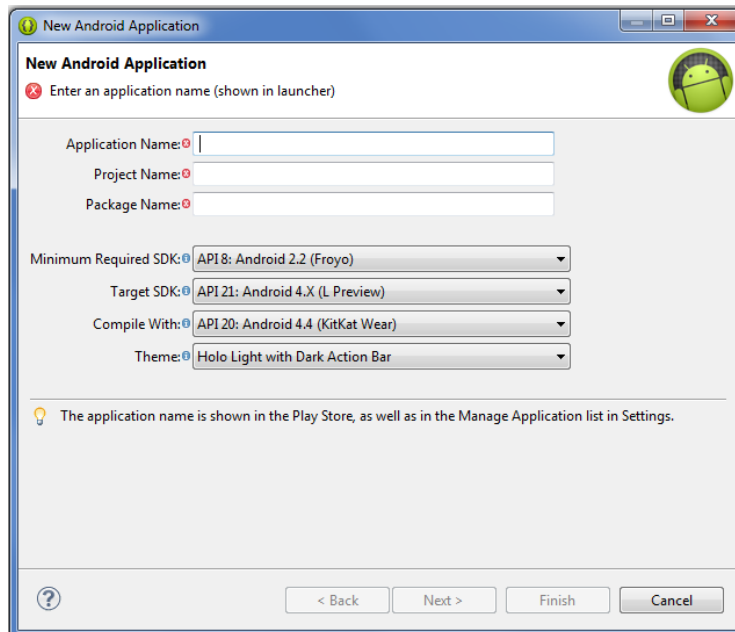 New Android Application
New Android Application
Enter an application name (shown in launcher)
Application Name:
Project Name:
Package Name:
Minimum Required SDK: API 8: Android 2.2 (Froyo)
Target SDK: API 21: Android 4.X (L Preview)
Compile With: API 20: Android 4.4 (KitKat Wear)
Theme: Holo Light with Dark Action Bar
The application name is shown in the Play Store, as well as in the Manage Application list in Settings.
? < Back Next > Finish Cancel